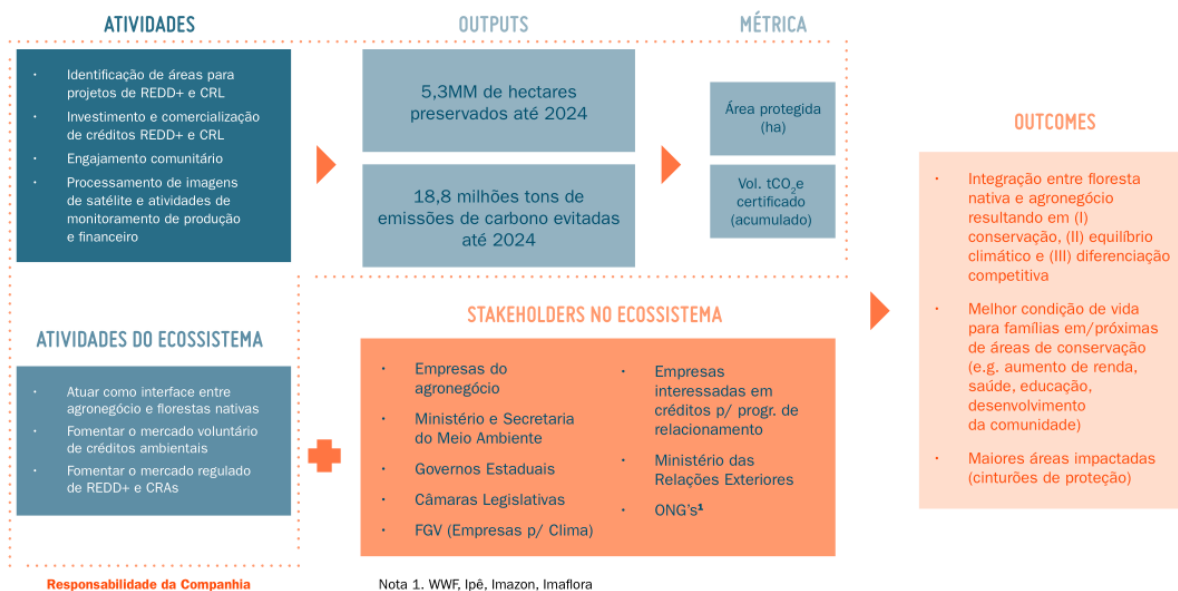 ATIVIDADES
• Identificação de áreas para
projetos de REDD+ e CRL
• Investimento e comercialização
de créditos REDD+ e CRL
• Engajamento comunitário
• Processamento de imagens
de satélite e atividades de
monitoramento de produção
e financeiro
OUTPUTS
5,3MM de hectares
preservados até 2024
18,8 milhões tons de
emissões de carbono evitadas
até 2024
MÉTRICA
Área protegida
(ha)
Vol. tCO₂e
certificado
(acumulado)
ATIVIDADES DO ECOSSISTEMA
• Atuar como interface entre
agronegócio e florestas nativas
• Fomentar o mercado voluntário
de créditos ambientais
• Fomentar o mercado regulado
de REDD+ e CRAs
STAKEHOLDERS NO ECOSSISTEMA
• Empresas do
agronegócio
• Ministério e Secretaria
do Meio Ambiente
• Governos Estaduais
• Câmaras Legislativas
• FGV (Empresas p/ Clima)
• Empresas
interessadas em
créditos p/ progr. de
relacionamento
• Ministério das
Relações Exteriores
• ONG's¹
OUTCOMES
• Integração entre floresta
nativa e agronegócio
resultando em (I)
conservação, (II) equilíbrio
climático e (III) diferenciação
competitiva
• Melhor condição de vida
para famílias em/próximas
de áreas de conservação
(e.g. aumento de renda,
saúde, educação,
desenvolvimento
da comunidade)
• Maiores áreas impactadas
(cinturões de proteção)
Responsabilidade da Companhia
Nota 1. WWF, Ipê, Imazon, Imaflora